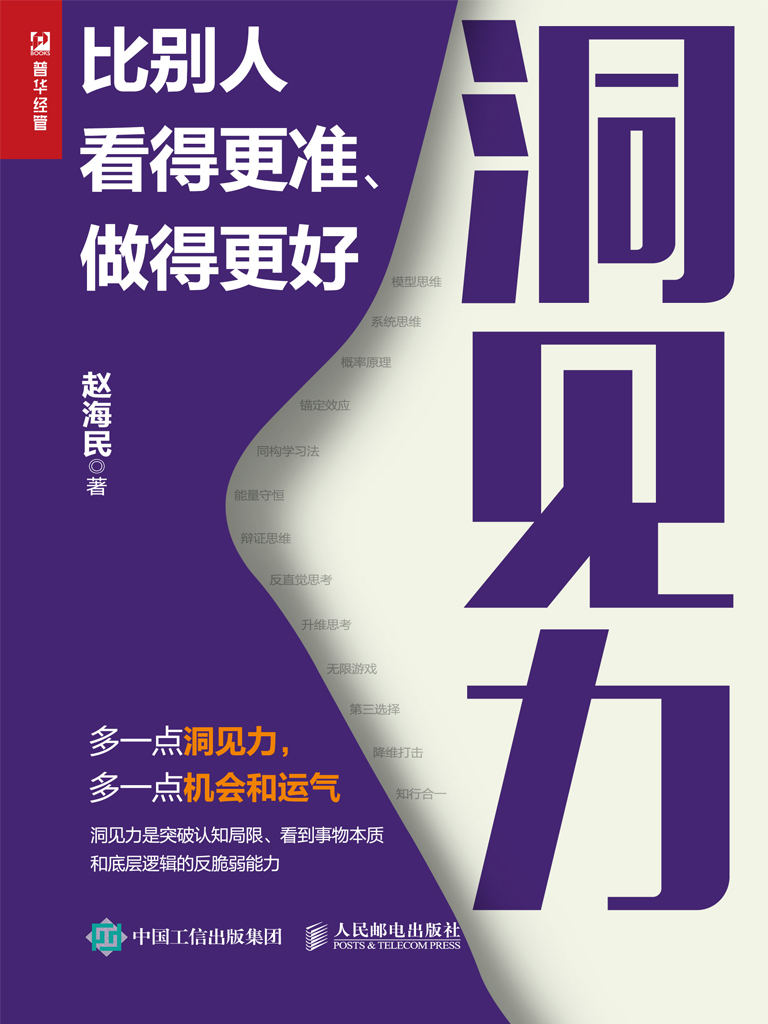 BOOKS
普华经管
比别人
看得更准、
做得更好
洞见力
赵海民◎著
模型思维
系统思维
概率原理
锚定效应
同构学习法
能量守恒
辩证思维
反直觉思考
升维思考
无限游戏
第三选择
降维打击
知行合一
多一点洞见力，
多一点机会和运气
洞见力是突破认知局限、看到事物本质
和底层逻辑的反脆弱能力
中国工信出版集团
人民邮电出版社
POSTS & TELECOM PRESS